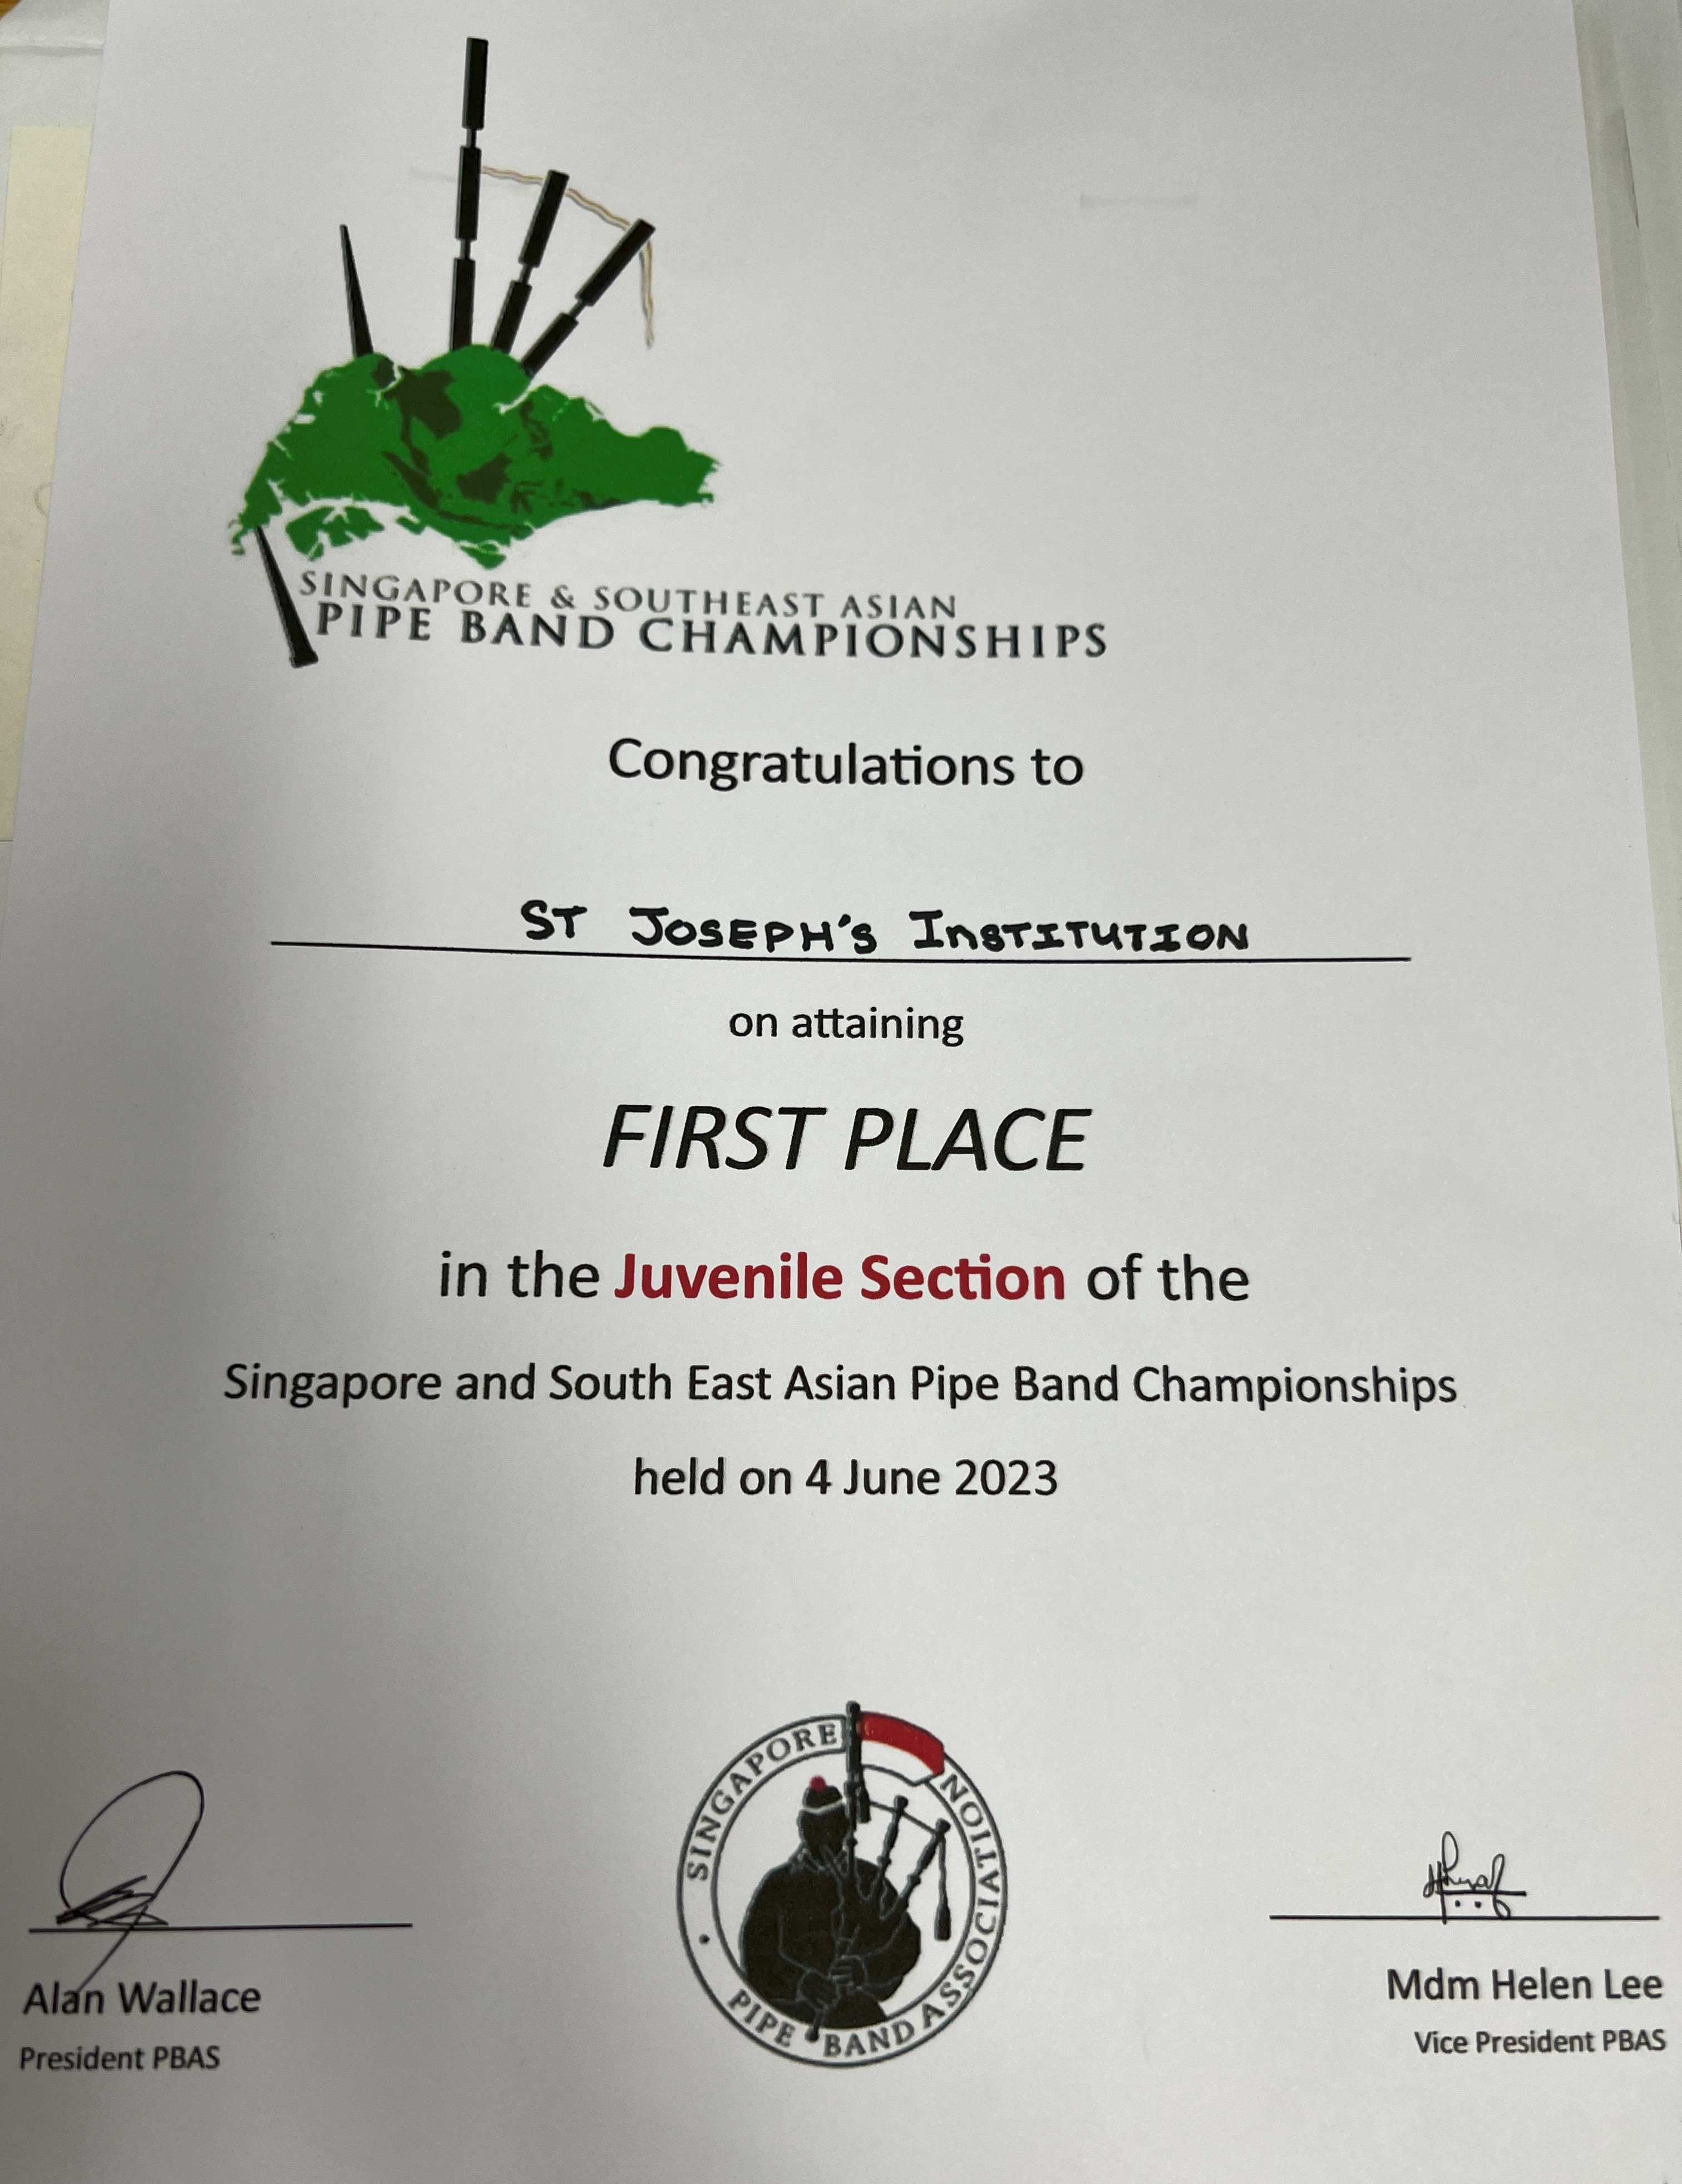 SINGAPORE & SOUTHEAST ASIAN
PIPE BAND CHAMPIONSHIPS
Congratulations to
ST JOSEPH'S INSTITUTION
on attaining
FIRST PLACE
in the Juvenile Section of the
Singapore and South East Asian Pipe Band Championships
held on 4 June 2023
SINGAPORE
PIPE BAND ASSOCIATION
Alan Wallace
President PBAS
Mdm Helen Lee
Vice President PBAS